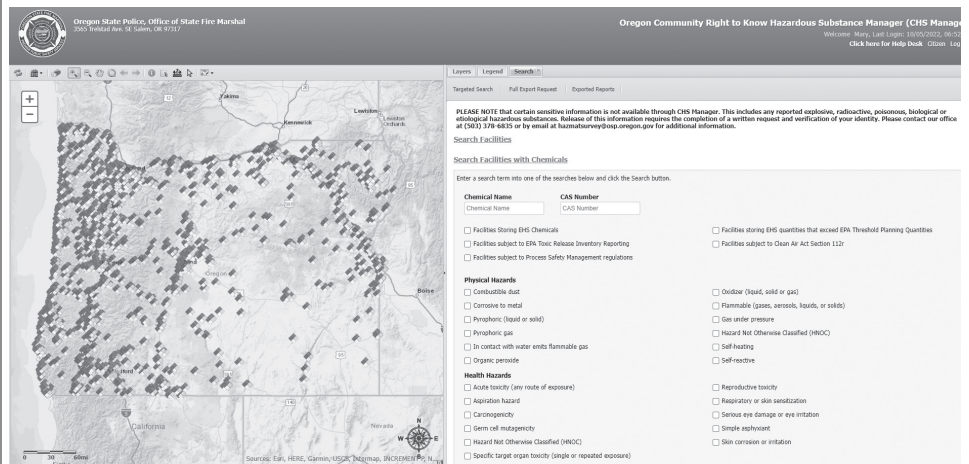 Oregon State Police, Office of State Fire Marshal
3565 Trelstad Ave. SE Salem, OR 97317
Oregon Community Right to Know Hazardous Substance Manager (CHS Manage
Welcome Mary, Last Login: 10/05/2022, 06:52
Click here for Help Desk Citizen Log
Layers Legend Search
Targeted Search Full Export Request Exported Reports
PLEASE NOTE that certain sensitive information is not available through CHS Manager. This includes any reported explosive, radioactive, poisonous, biological or
etiological hazardous substances. Release of this information requires the completion of a written request and verification of your identity. Please contact our office
at (503) 378-6835 or by email at hazmatsurvey@osp.oregon.gov for additional information.
Search Facilities
Search Facilities with Chemicals
Enter a search term into one of the searches below and click the Search button.
Chemical Name CAS Number
Chemical Name CAS Number
Facilities Storing EHS Chemicals Facilities storing EHS quantities that exceed EPA Threshold Planning Quantities
Facilities subject to EPA Toxic Release Inventory Reporting Facilities subject to Clean Air Act Section 112r
Facilities subject to Process Safety Management regulations
Physical Hazards
Combustible dust Oxidizer (liquid, solid or gas)
Corrosive to metal Flammable (gases, aerosols, liquids, or solids)
Pyrophoric (liquid or solid) Gas under pressure
Pyrophoric gas Hazard Not Otherwise Classified (HNOC)
In contact with water emits flammable gas Self-heating
Organic peroxide Self-reactive
Health Hazards
Acute toxicity (any route of exposure) Reproductive toxicity
Aspiration hazard Respiratory or skin sensitization
Carcinogenicity Serious eye damage or eye irritation
Germ cell mutagenicity Simple asphyxiant
Hazard Not Otherwise Classified (HNOC) Skin corrosion or irritation
Specific target organ toxicity (single or repeated exposure)
+
−
Yakima
12
Lewiston
Lewiston
Orchards
Kennewick
Oregon
Boise
95
140
California
Nevada
N
W E
0 30 60mi
Sources: Esri, HERE, Garmin, USGS, Intermap, INCREMENT P, N